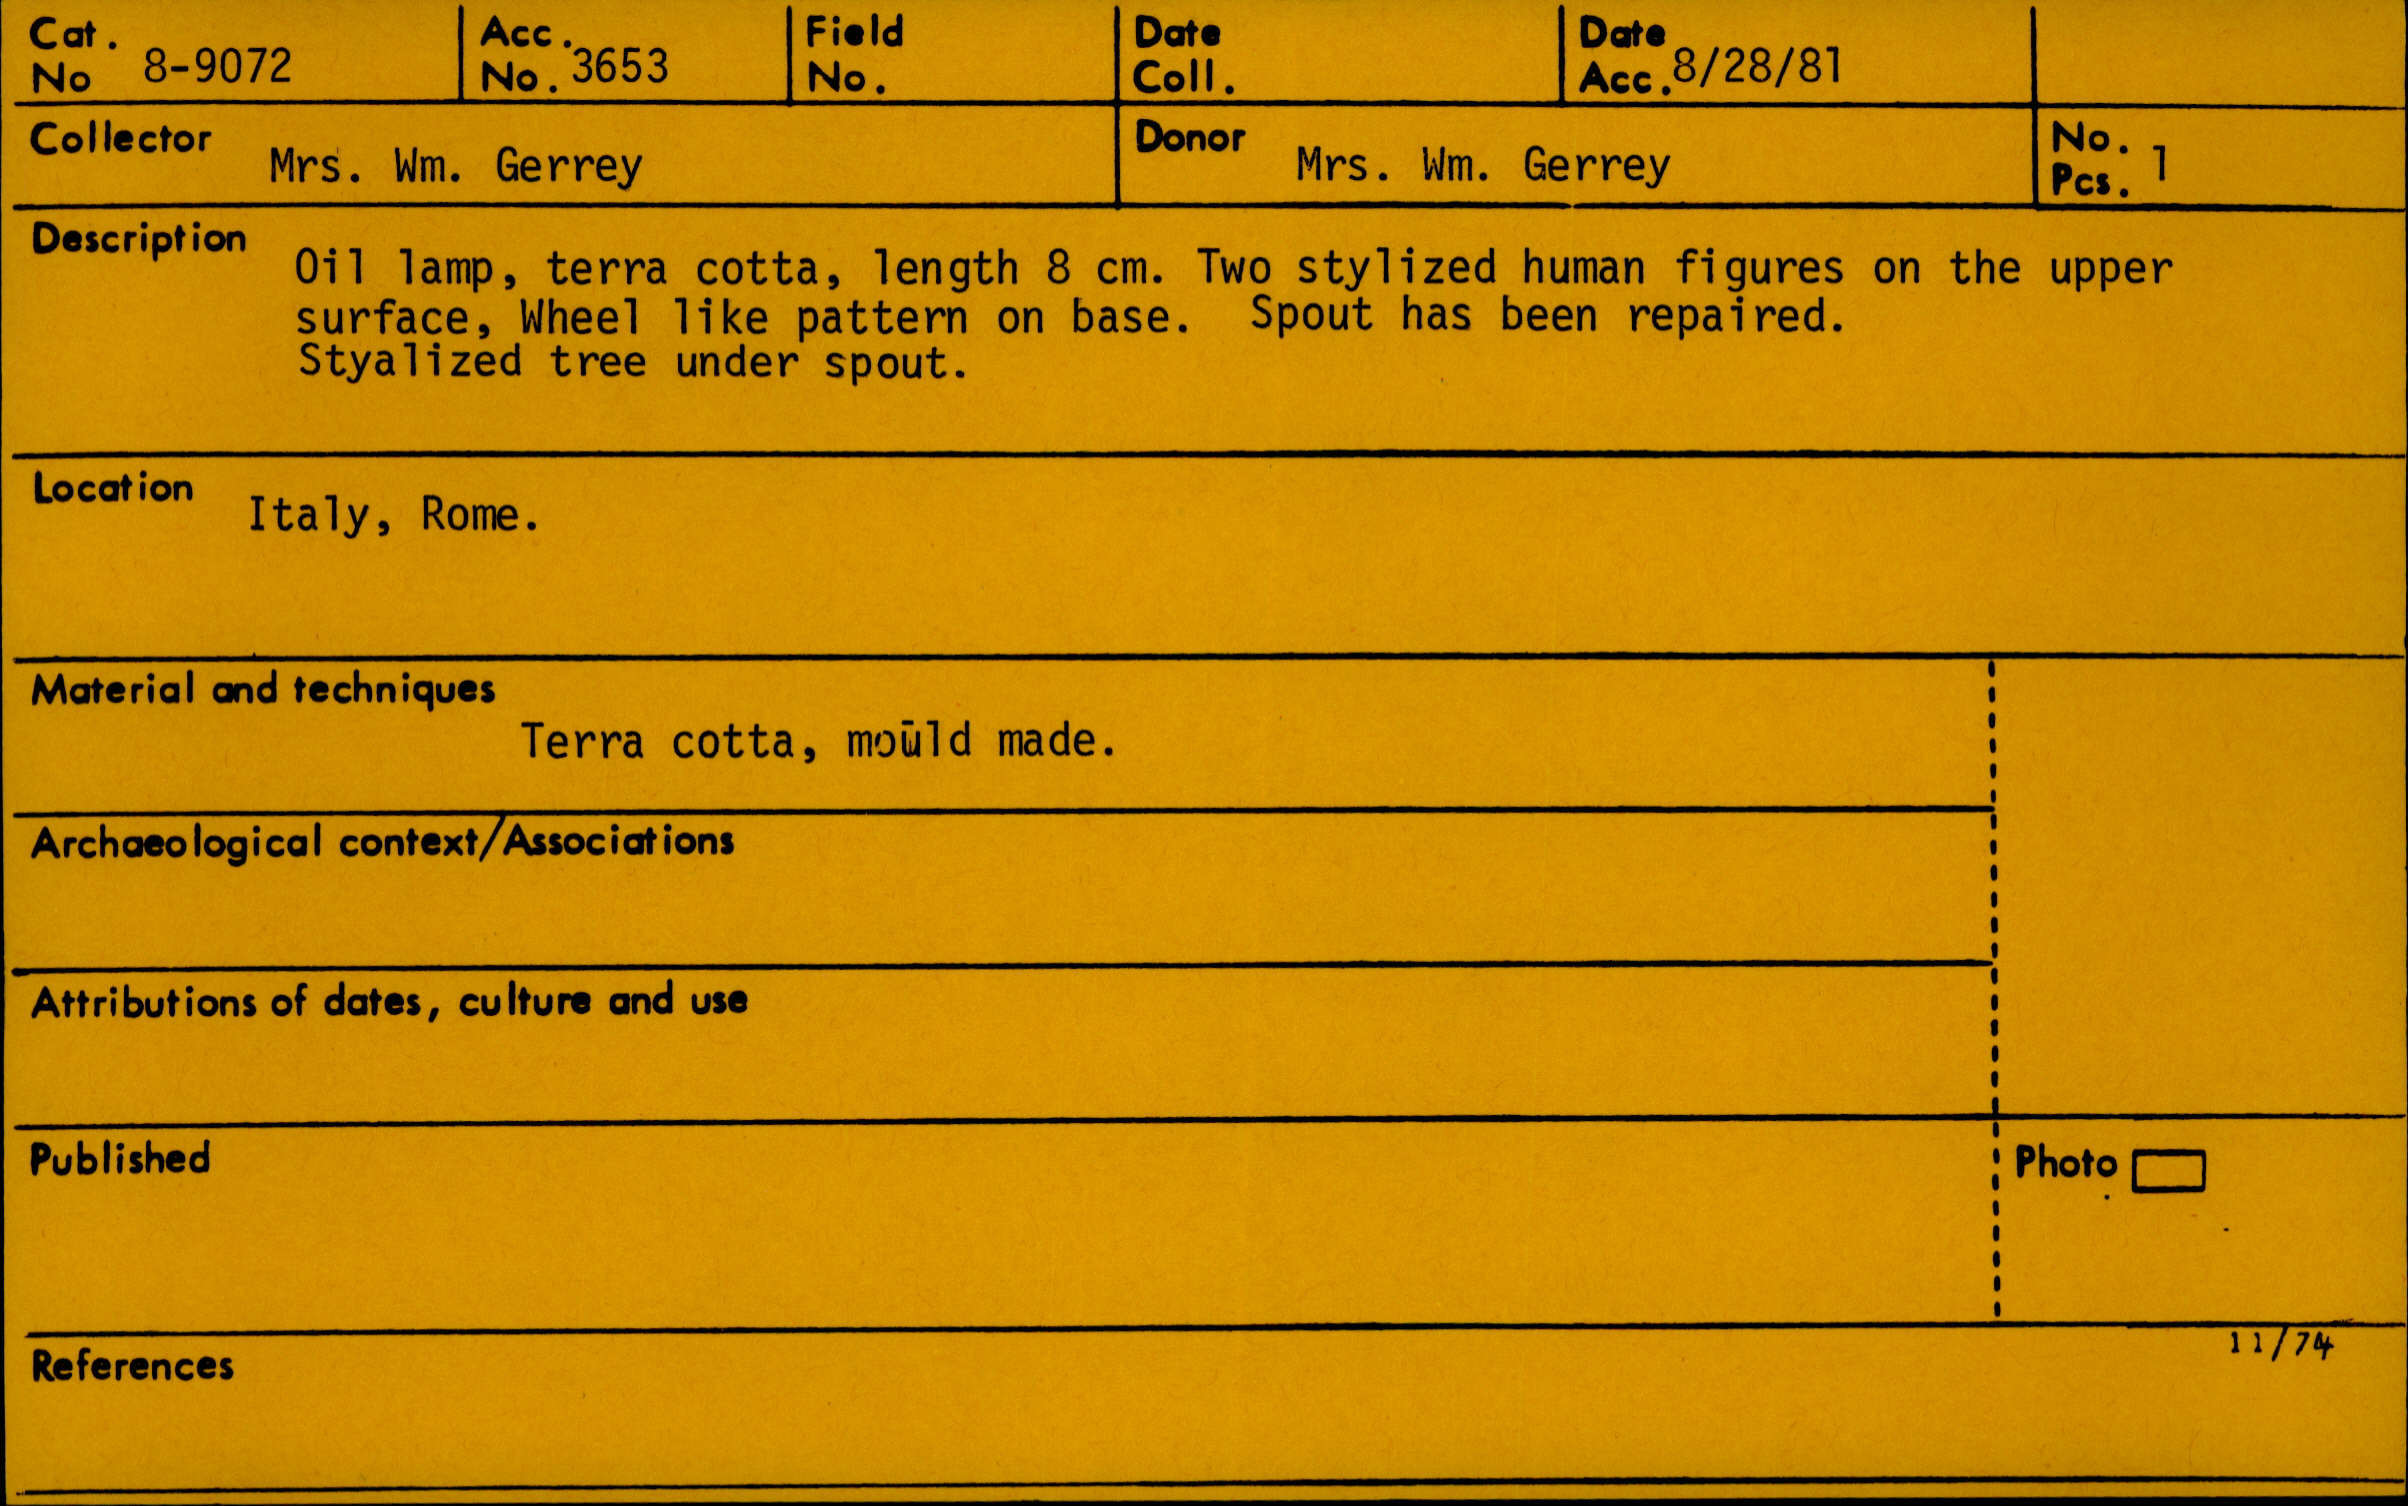 Cat. No 8-9072 Acc. No. 3653 Field No. Date Coll. Date Acc. 8/28/81
Collector Mrs. Wm. Gerrey Donor Mrs. Wm. Gerrey No. Pcs. 1
Description
Oil lamp, terra cotta, length 8 cm. Two stylized human figures on the upper
surface, Wheel like pattern on base. Spout has been repaired.
Styalized tree under spout.
Location
Italy, Rome.
Material and techniques
Terra cotta, mould made.
Archaeological context/Associations
Attributions of dates, culture and use
Published
Photo
11/74
References